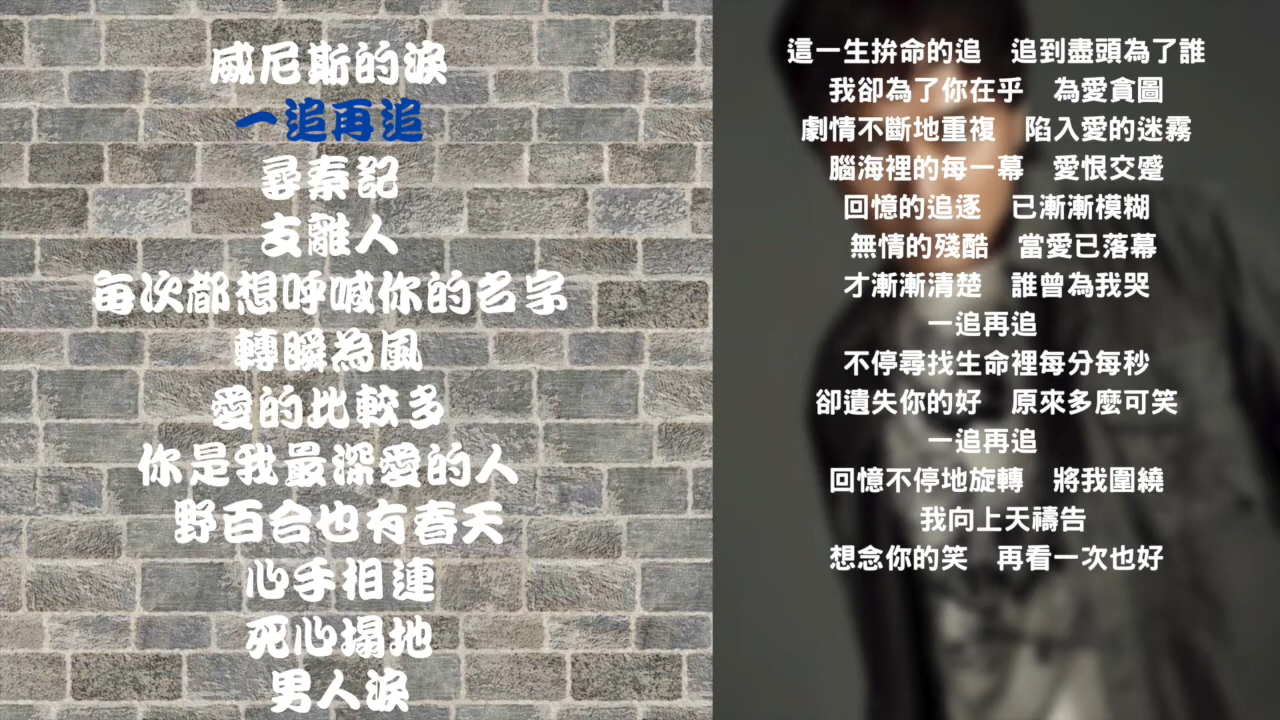 威尼斯的淚
一追再追
尋秦記
支離人
每次都想呼喊你的名字
轉瞬為風
愛的比較多
你是我最深愛的人
野百合也有春天
心手相連
死心塌地
男人淚
這一生拚命的追　追到盡頭為了誰
我卻為了你在乎　為愛貪圖
劇情不斷地重複　陷入愛的迷霧
腦海裡的每一幕　愛恨交蹙
回憶的追逐　已漸漸模糊
無情的殘酷　當愛已落幕
才漸漸清楚　誰曾為我哭
一追再追
不停尋找生命裡每分每秒
卻遺失你的好　原來多麼可笑
一追再追
回憶不停地旋轉　將我圍繞
我向上天禱告
想念你的笑　再看一次也好